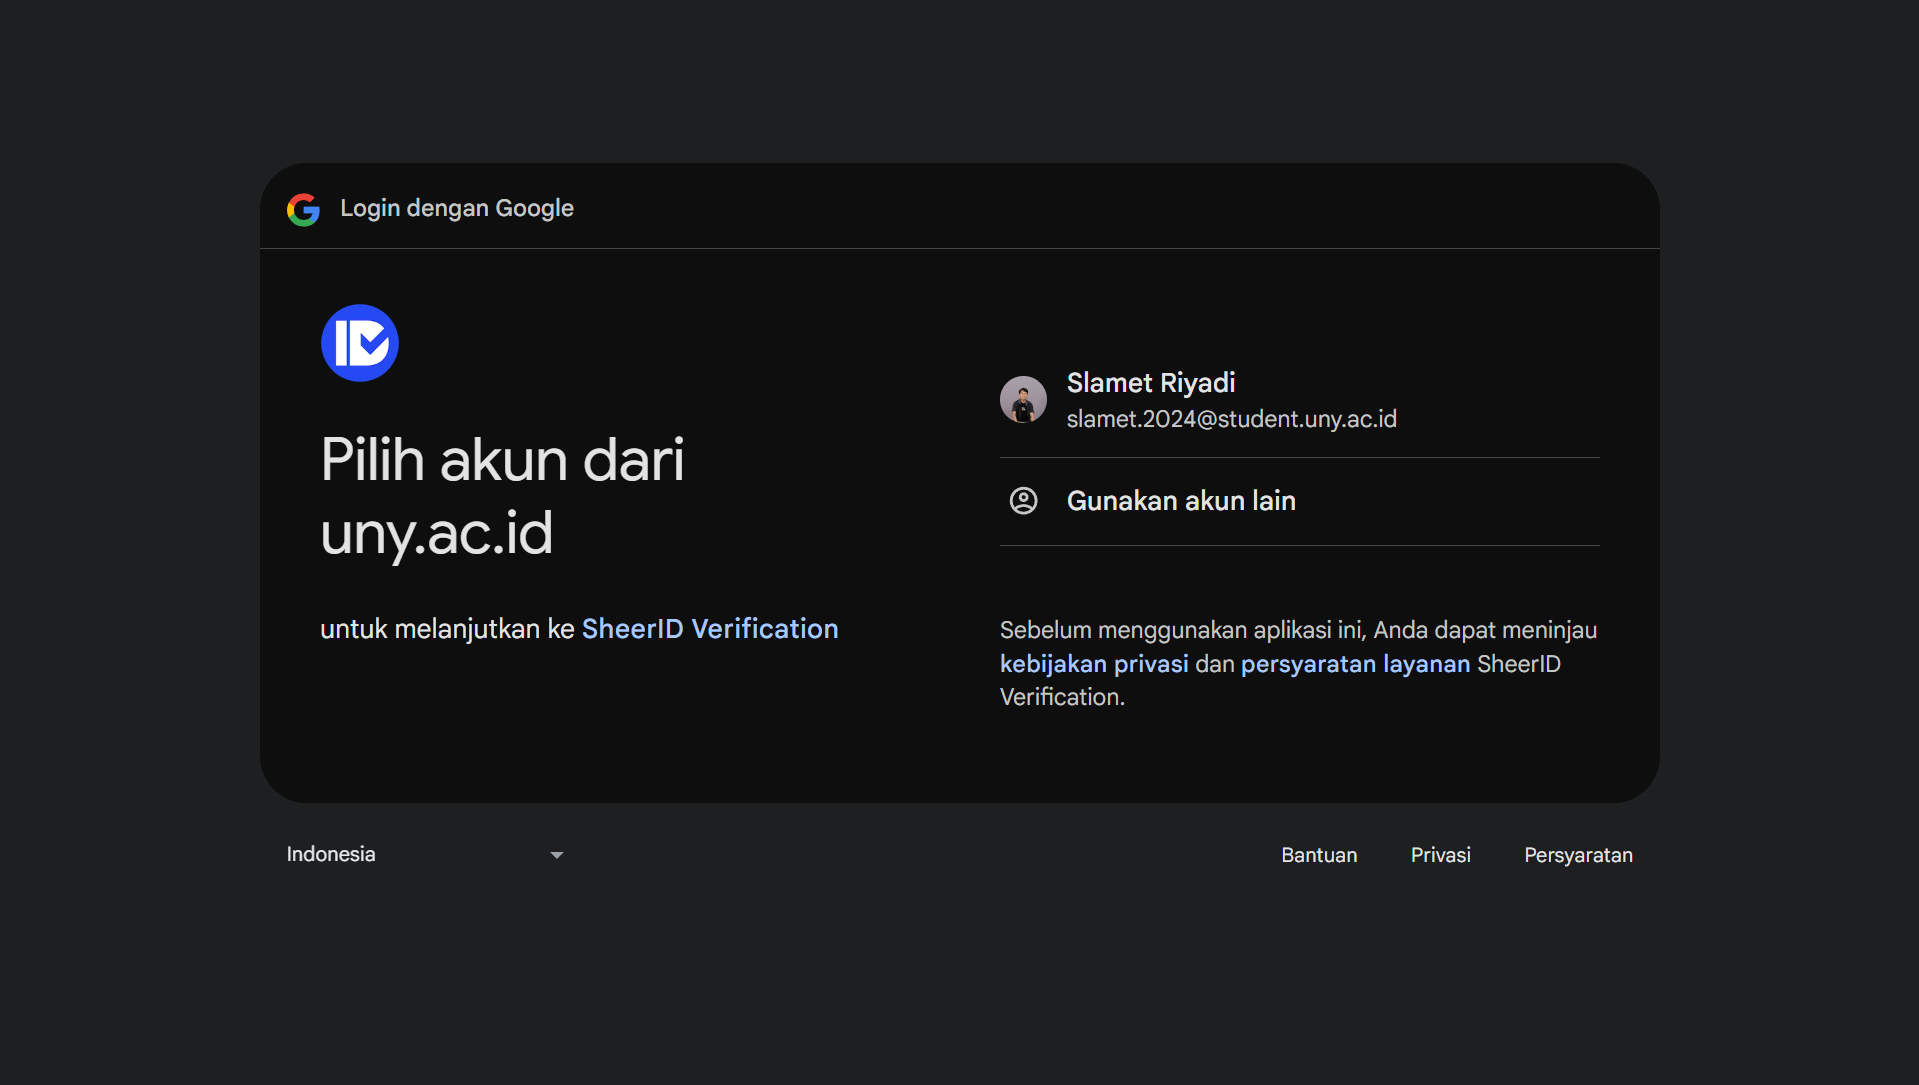 Login dengan Google
Pilih akun dari
uny.ac.id
untuk melanjutkan ke SheerID Verification
Slamet Riyadi
slamet.2024@student.uny.ac.id
Gunakan akun lain
Sebelum menggunakan aplikasi ini, Anda dapat meninjau
kebijakan privasi dan persyaratan layanan SheerID
Verification.
Indonesia
Bantuan Privasi Persyaratan